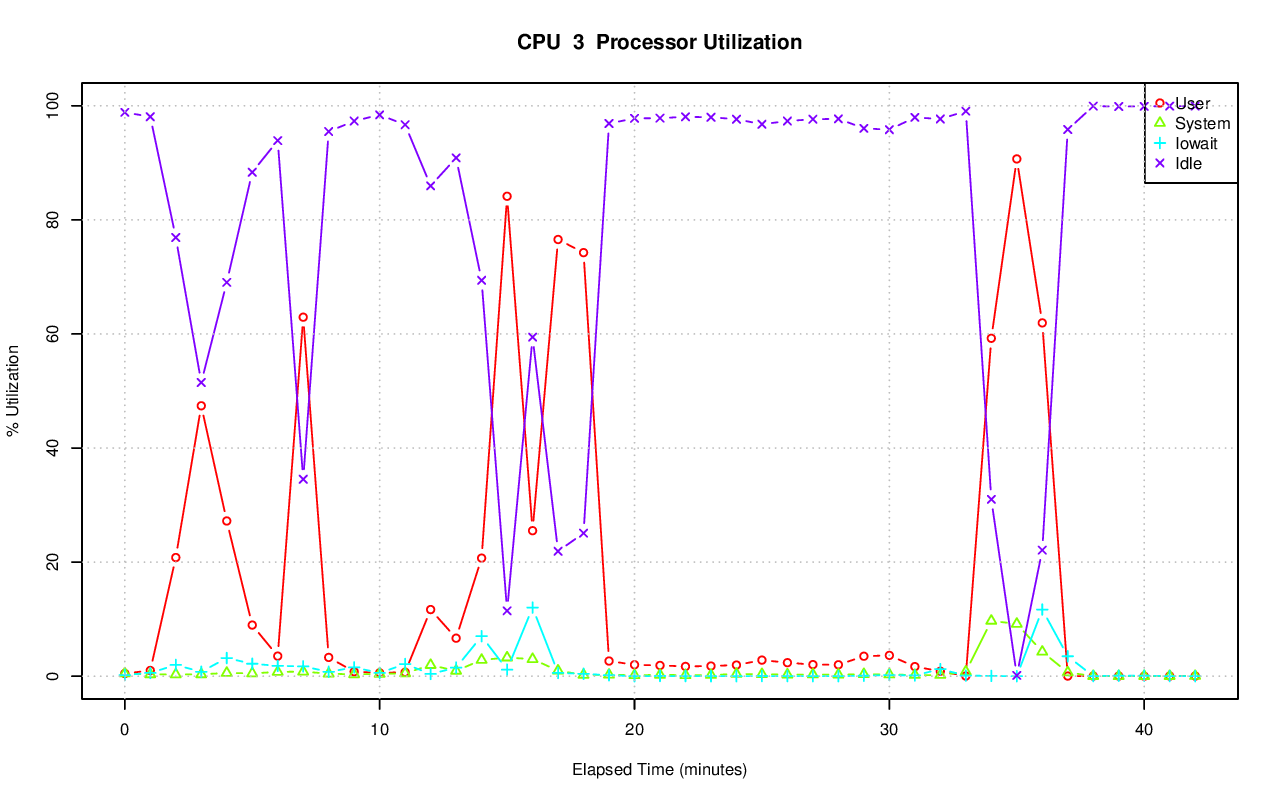 CPU  3  Processor Utilization
% Utilization
100
80
60
40
20
0
User
System
Iowait
Idle
0 10 20 30 40
Elapsed Time (minutes)